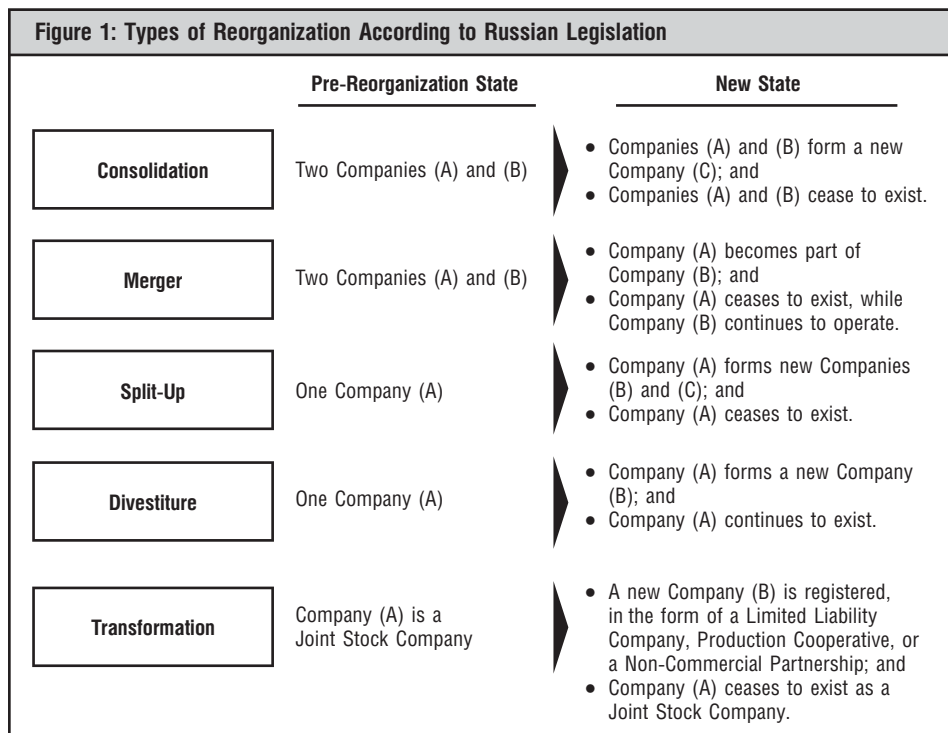 Figure 1: Types of Reorganization According to Russian Legislation
Pre-Reorganization State
New State
Consolidation
Two Companies (A) and (B)
• Companies (A) and (B) form a new
Company (C); and
• Companies (A) and (B) cease to exist.
Merger
Two Companies (A) and (B)
• Company (A) becomes part of
Company (B); and
• Company (A) ceases to exist, while
Company (B) continues to operate.
Split-Up
One Company (A)
• Company (A) forms new Companies
(B) and (C); and
• Company (A) ceases to exist.
Divestiture
One Company (A)
• Company (A) forms a new Company
(B); and
• Company (A) continues to exist.
Transformation
Company (A) is a
Joint Stock Company
• A new Company (B) is registered,
in the form of a Limited Liability
Company, Production Cooperative, or
a Non-Commercial Partnership; and
• Company (A) ceases to exist as a
Joint Stock Company.